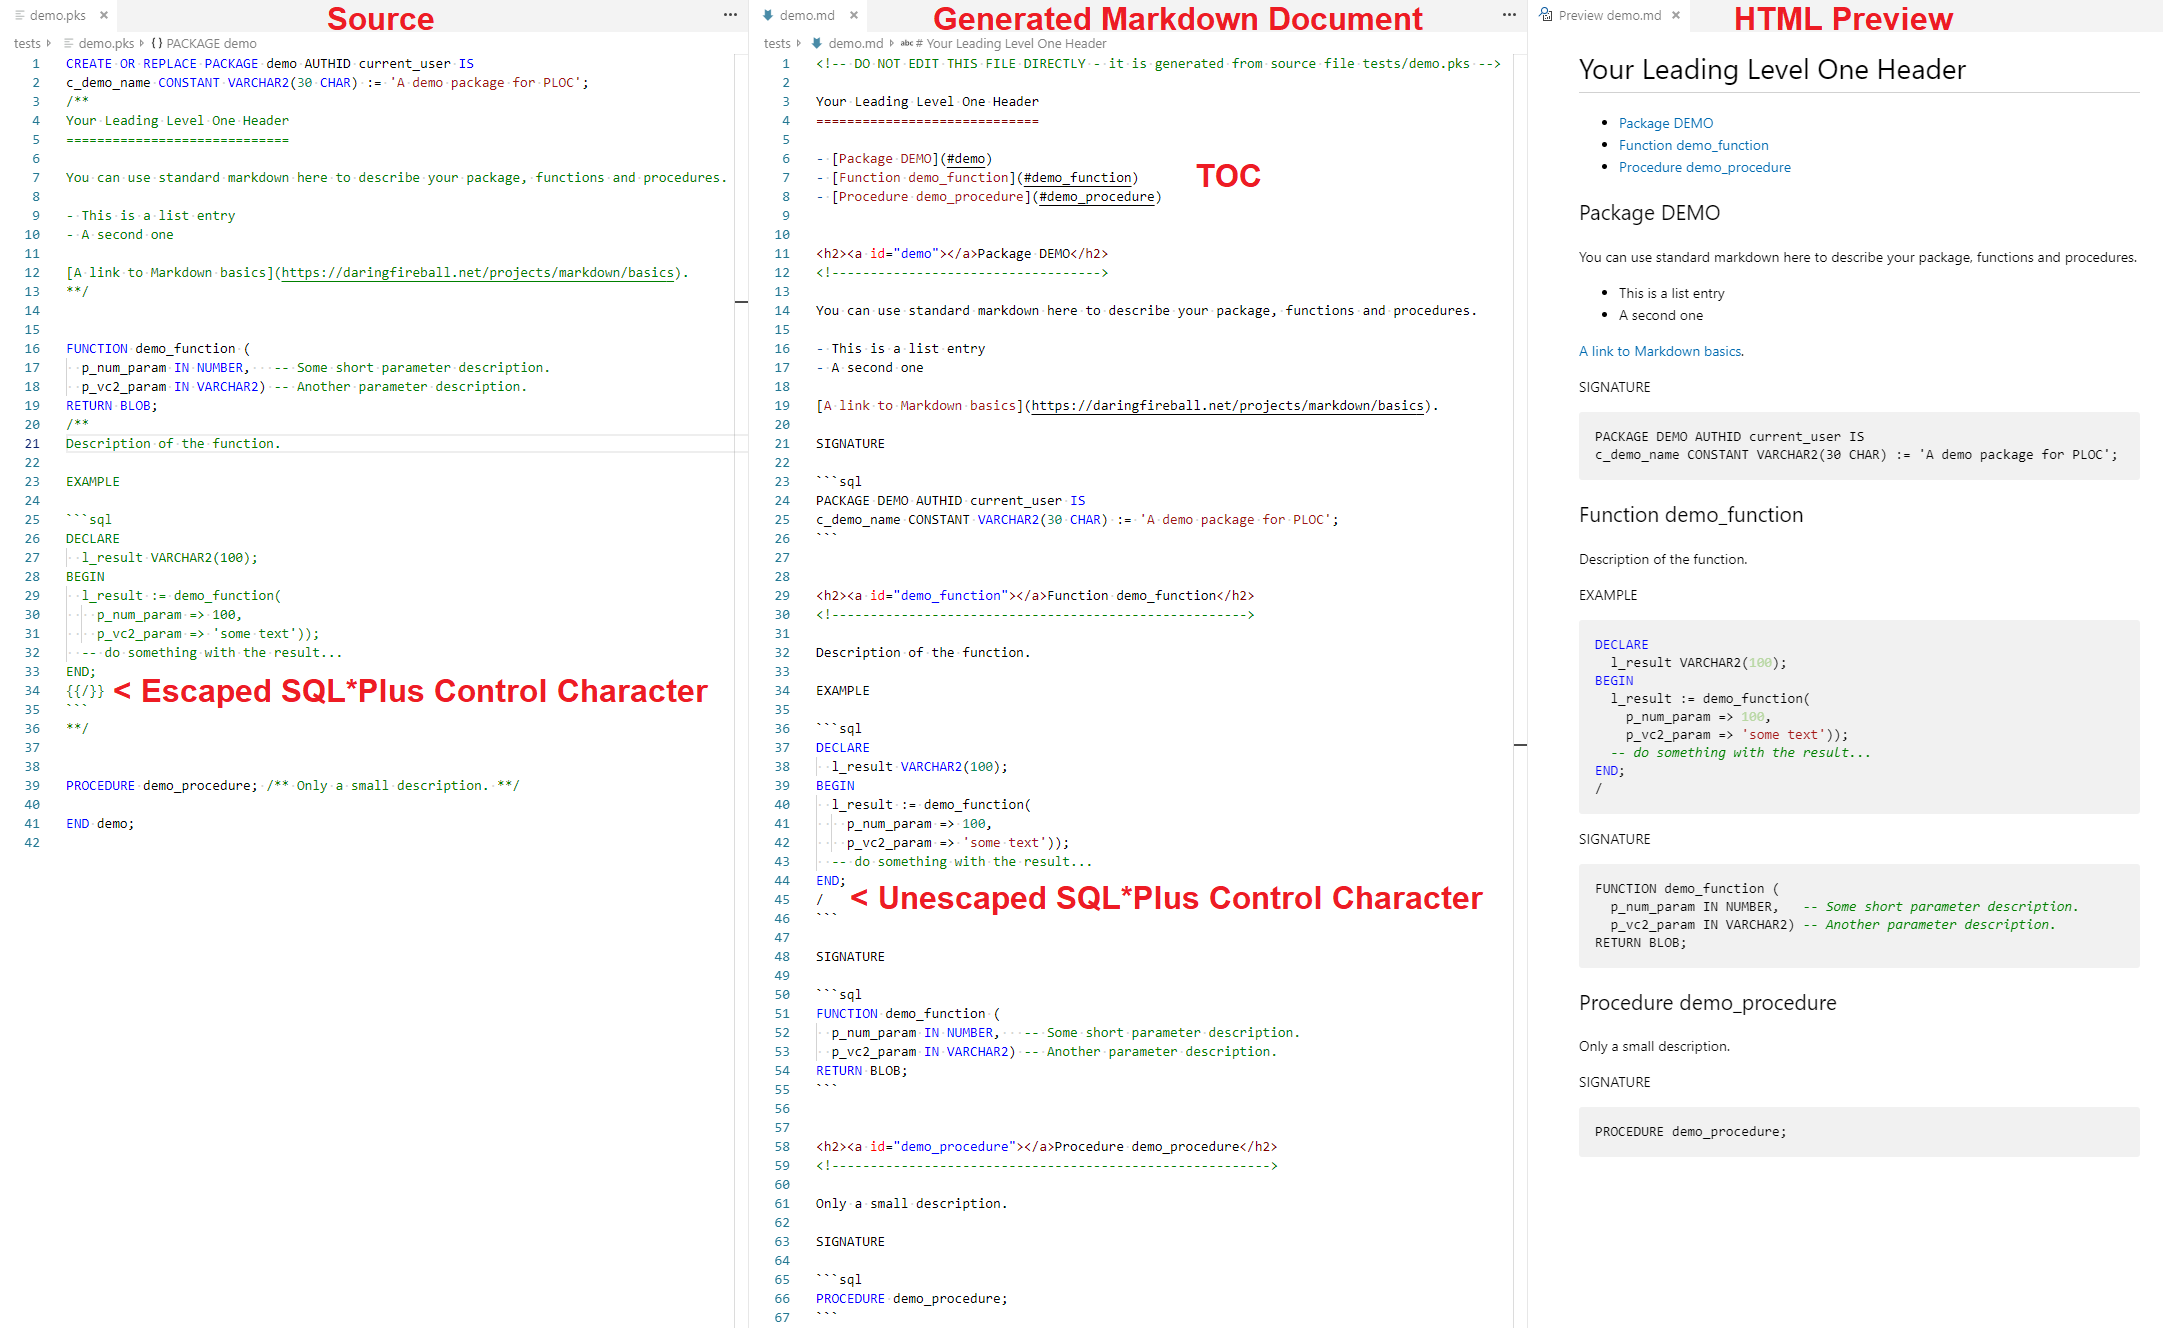 demo.pks × Source ...
tests > demo.pks > {} PACKAGE demo
1 CREATE OR REPLACE PACKAGE demo AUTHID current_user IS
2 c_demo_name CONSTANT VARCHAR2(30 CHAR) := 'A demo package for PLOC';
3 /**
4 Your Leading Level One Header
5 =============================
6
7 You can use standard markdown here to describe your package, functions and procedures.
8
9 - This is a list entry
10 - A second one
11
12 [A link to Markdown basics](https://daringfireball.net/projects/markdown/basics).
13 **/
14
15
16 FUNCTION demo_function (
17   p_num_param IN NUMBER,   -- Some short parameter description.
18   p_vc2_param IN VARCHAR2) -- Another parameter description.
19 RETURN BLOB;
20 /**
21 Description of the function.
22
23 EXAMPLE
24
25 ```sql
26 DECLARE
27   l_result VARCHAR2(100);
28 BEGIN
29   l_result := demo_function(
30     p_num_param => 100,
31     p_vc2_param => 'some text'));
32   -- do something with the result...
33 END;
34 {{/}} < Escaped SQL*Plus Control Character
35 ```
36 **/
37
38
39 PROCEDURE demo_procedure; /** Only a small description. **/
40
41 END demo;
42
demo.md × Generated Markdown Document ...
tests > demo.md > abc # Your Leading Level One Header
1 <!-- DO NOT EDIT THIS FILE DIRECTLY - it is generated from source file tests/demo.pks -->
2
3 Your Leading Level One Header
4 =============================
5
6 - [Package DEMO](#demo)
7 - [Function demo_function](#demo_function) TOC
8 - [Procedure demo_procedure](#demo_procedure)
9
10
11 <h2><a id="demo"></a>Package DEMO</h2>
12 <!----------------------------------->
13
14 You can use standard markdown here to describe your package, functions and procedures.
15
16 - This is a list entry
17 - A second one
18
19 [A link to Markdown basics](https://daringfireball.net/projects/markdown/basics).
20
21 SIGNATURE
22
23 ```sql
24 PACKAGE DEMO AUTHID current_user IS
25 c_demo_name CONSTANT VARCHAR2(30 CHAR) := 'A demo package for PLOC';
26 ```
27
28
29 <h2><a id="demo_function"></a>Function demo_function</h2>
30 <!------------------------------------------------------>
31
32 Description of the function.
33
34 EXAMPLE
35
36 ```sql
37 DECLARE
38   l_result VARCHAR2(100);
39 BEGIN
40   l_result := demo_function(
41     p_num_param => 100,
42     p_vc2_param => 'some text'));
43   -- do something with the result...
44 END;
45 / < Unescaped SQL*Plus Control Character
46 ```
47
48 SIGNATURE
49
50 ```sql
51 FUNCTION demo_function (
52   p_num_param IN NUMBER,   -- Some short parameter description.
53   p_vc2_param IN VARCHAR2) -- Another parameter description.
54 RETURN BLOB;
55 ```
56
57
58 <h2><a id="demo_procedure"></a>Procedure demo_procedure</h2>
59 <!--------------------------------------------------------->
60
61 Only a small description.
62
63 SIGNATURE
64
65 ```sql
66 PROCEDURE demo_procedure;
67 ```
Preview demo.md × HTML Preview
Your Leading Level One Header
• Package DEMO
• Function demo_function
• Procedure demo_procedure
Package DEMO
You can use standard markdown here to describe your package, functions and procedures.
• This is a list entry
• A second one
A link to Markdown basics.
SIGNATURE
PACKAGE DEMO AUTHID current_user IS
c_demo_name CONSTANT VARCHAR2(30 CHAR) := 'A demo package for PLOC';
Function demo_function
Description of the function.
EXAMPLE
DECLARE
  l_result VARCHAR2(100);
BEGIN
  l_result := demo_function(
    p_num_param => 100,
    p_vc2_param => 'some text'));
  -- do something with the result...
END;
/
SIGNATURE
FUNCTION demo_function (
  p_num_param IN NUMBER,   -- Some short parameter description.
  p_vc2_param IN VARCHAR2) -- Another parameter description.
RETURN BLOB;
Procedure demo_procedure
Only a small description.
SIGNATURE
PROCEDURE demo_procedure;